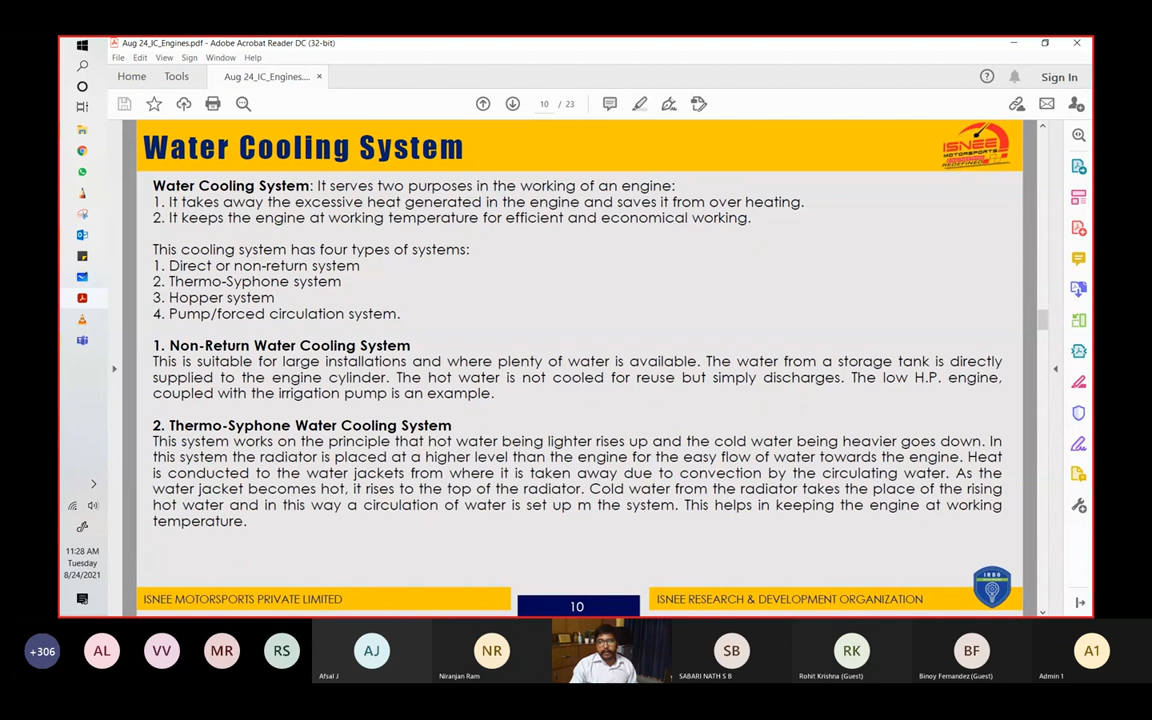 Aug 24_IC_Engines.pdf - Adobe Acrobat Reader DC (32-bit)
File Edit View Sign Window Help
Home Tools Aug 24_IC_Engines.... × Sign In
10 / 23
Water Cooling System
ISNEE
MOTORSPORTS
REDEFINED
Water Cooling System: It serves two purposes in the working of an engine:
1. It takes away the excessive heat generated in the engine and saves it from over heating.
2. It keeps the engine at working temperature for efficient and economical working.
This cooling system has four types of systems:
1. Direct or non-return system
2. Thermo-Syphone system
3. Hopper system
4. Pump/forced circulation system.
1. Non-Return Water Cooling System
This is suitable for large installations and where plenty of water is available. The water from a storage tank is directly
supplied to the engine cylinder. The hot water is not cooled for reuse but simply discharges. The low H.P. engine,
coupled with the irrigation pump is an example.
2. Thermo-Syphone Water Cooling System
This system works on the principle that hot water being lighter rises up and the cold water being heavier goes down. In
this system the radiator is placed at a higher level than the engine for the easy flow of water towards the engine. Heat
is conducted to the water jackets from where it is taken away due to convection by the circulating water. As the
water jacket becomes hot, it rises to the top of the radiator. Cold water from the radiator takes the place of the rising
hot water and in this way a circulation of water is set up m the system. This helps in keeping the engine at working
temperature.
11:28 AM
Tuesday
8/24/2021
ISNEE MOTORSPORTS PRIVATE LIMITED
10
ISNEE RESEARCH & DEVELOPMENT ORGANIZATION
IRDO
+306 AL VV MR RS AJ NR SB RK BF A1
Afsal J Niranjan Ram SABARI NATH S B Rohit Krishna (Guest) Binoy Fernandez (Guest) Admin 1